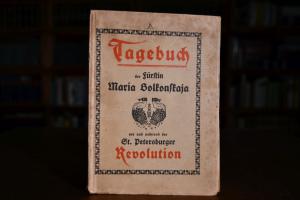 Tagebuch
der Fürstin
Maria Bolkonskaja
vor und während der
St. Petersburger
Revolution